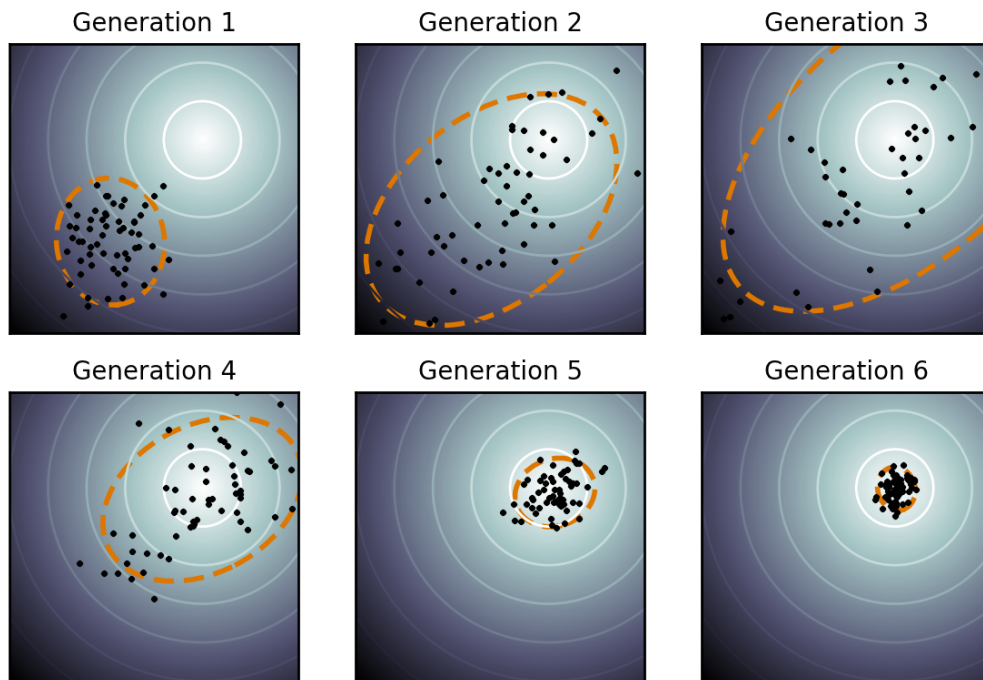 Generation 1
Generation 2
Generation 3
Generation 4
Generation 5
Generation 6